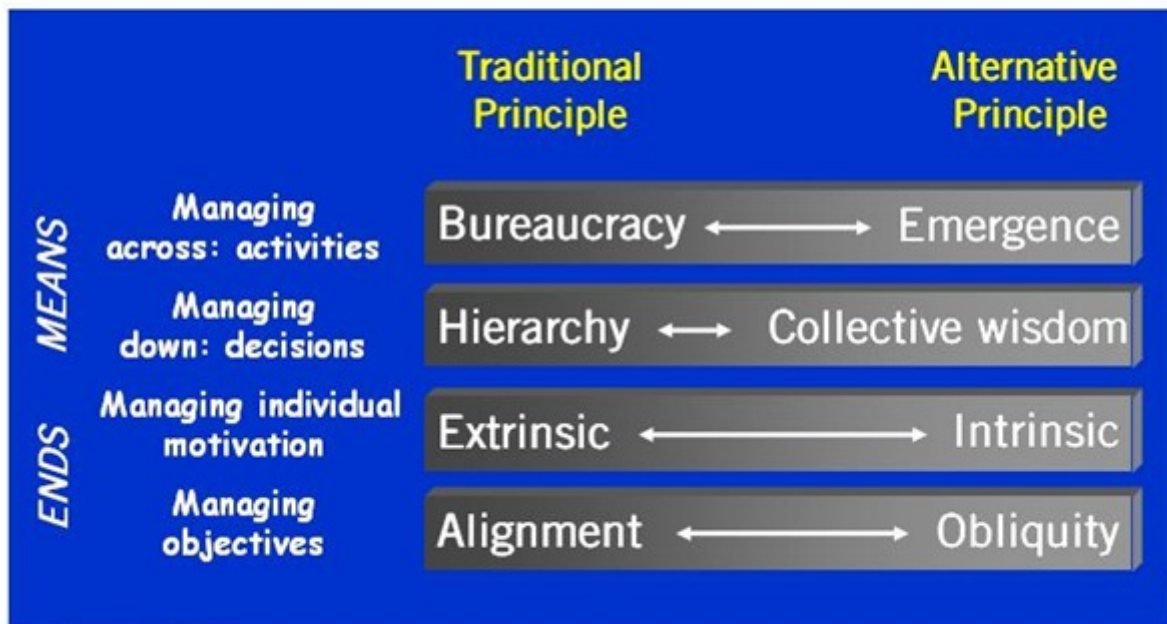 Traditional
Principle
Alternative
Principle
MEANS
Managing
across: activities
Bureaucracy
Emergence
Managing
down: decisions
Hierarchy
Collective wisdom
ENDS
Managing individual
motivation
Extrinsic
Intrinsic
Managing
objectives
Alignment
Obliquity